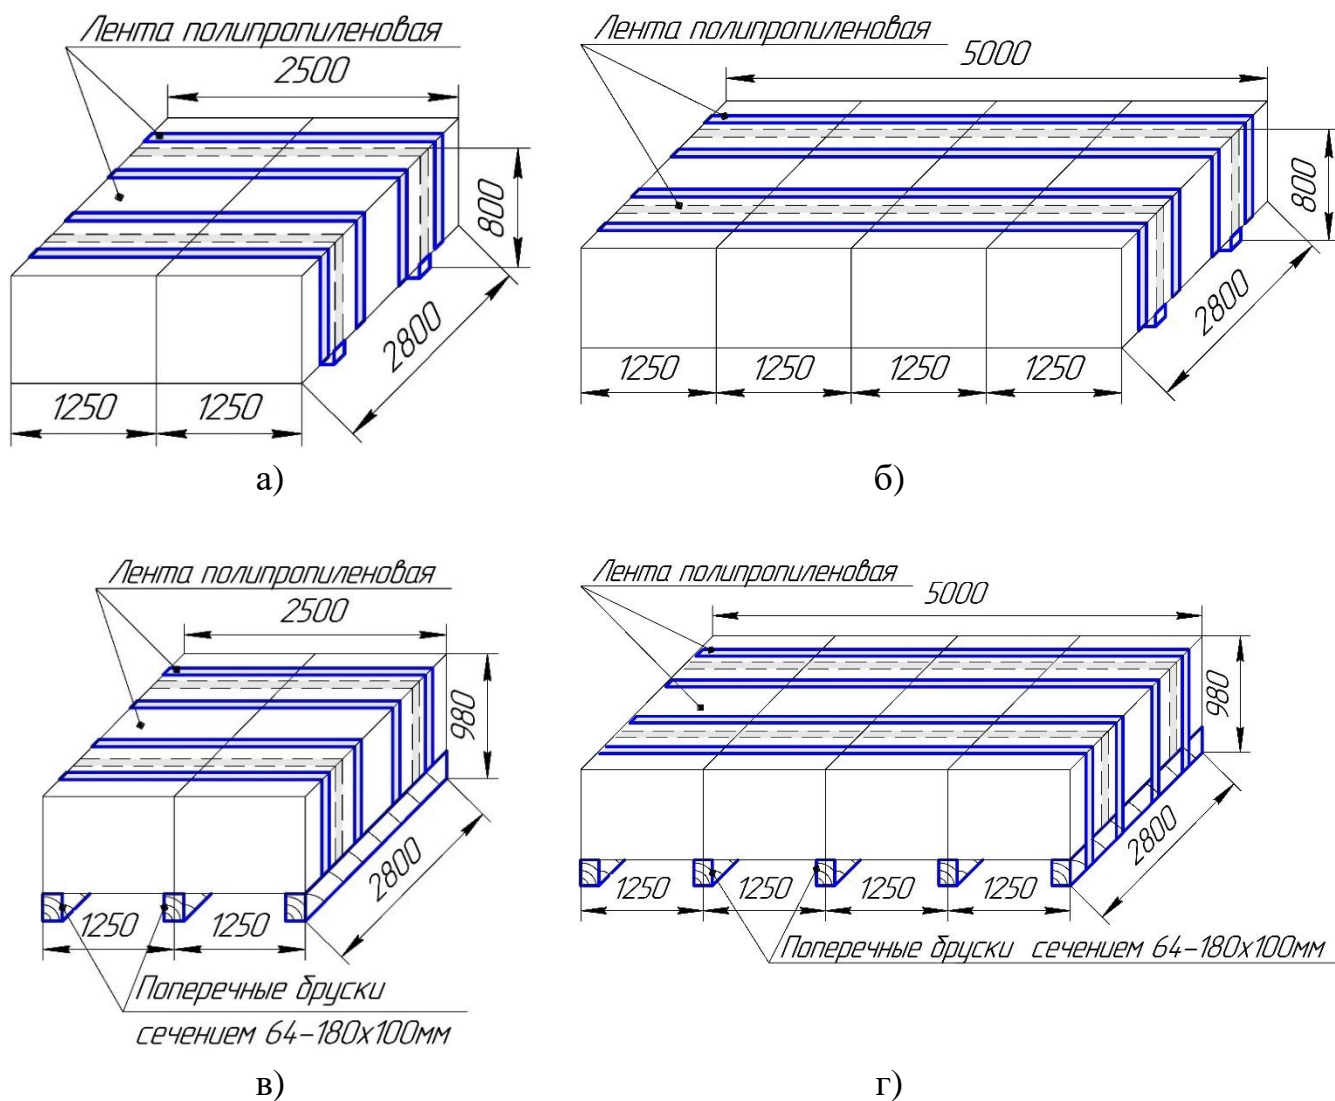 Лента полипропиленовая
2500
800
2800
1250 1250
а)
Лента полипропиленовая
5000
800
2800
1250 1250 1250 1250
б)
Лента полипропиленовая
2500
980
2800
1250 1250
Поперечные бруски
сечением 64-180х100мм
в)
Лента полипропиленовая
5000
980
2800
1250 1250 1250 1250
Поперечные бруски сечением 64-180х100мм
г)